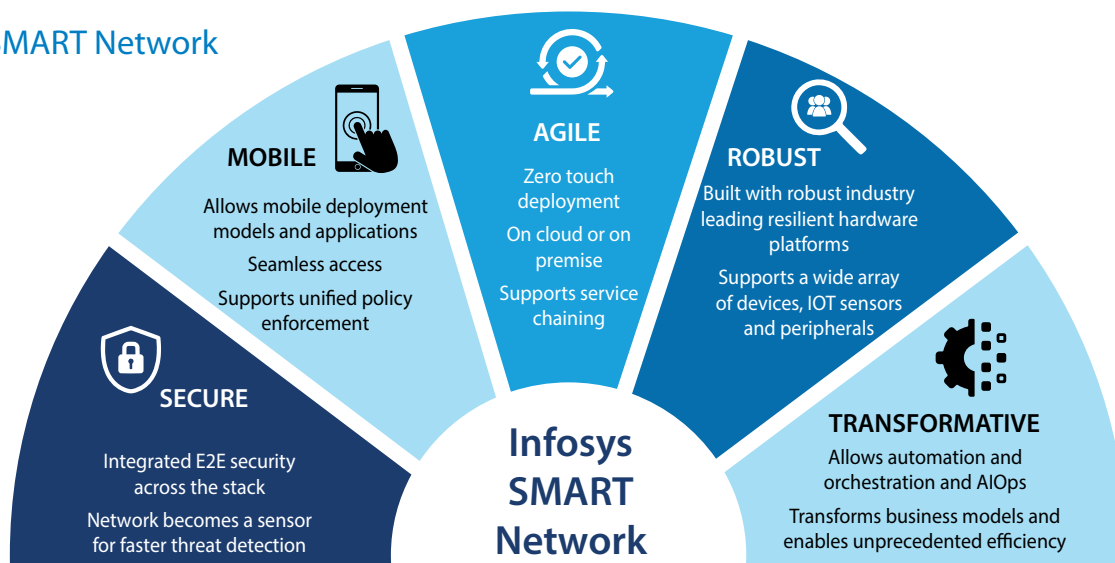 SMART Network
SECURE
Integrated E2E security
across the stack
Network becomes a sensor
for faster threat detection
MOBILE
Allows mobile deployment
models and applications
Seamless access
Supports unified policy
enforcement
AGILE
Zero touch
deployment
On cloud or on
premise
Supports service
chaining
ROBUST
Built with robust industry
leading resilient hardware
platforms
Supports a wide array
of devices, IOT sensors
and peripherals
TRANSFORMATIVE
Allows automation and
orchestration and AIOps
Transforms business models and
enables unprecedented efficiency
Infosys
SMART
Network